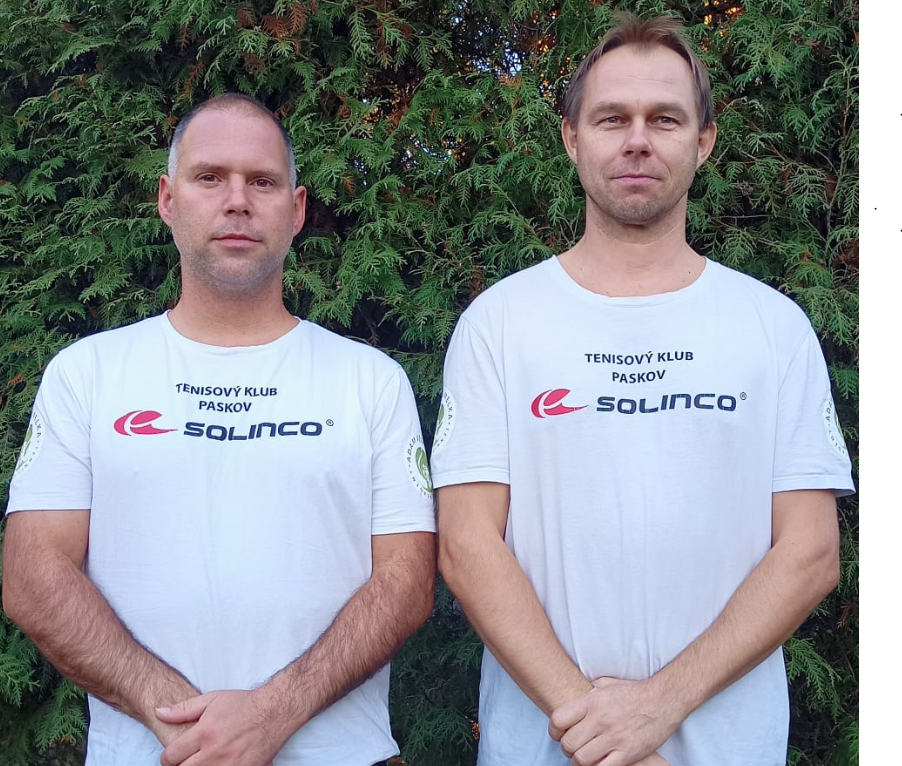 TENISOVÝ KLUB
PASKOV
SOLINCO®
TENISOVÝ KLUB
PASKOV
SOLINCO®